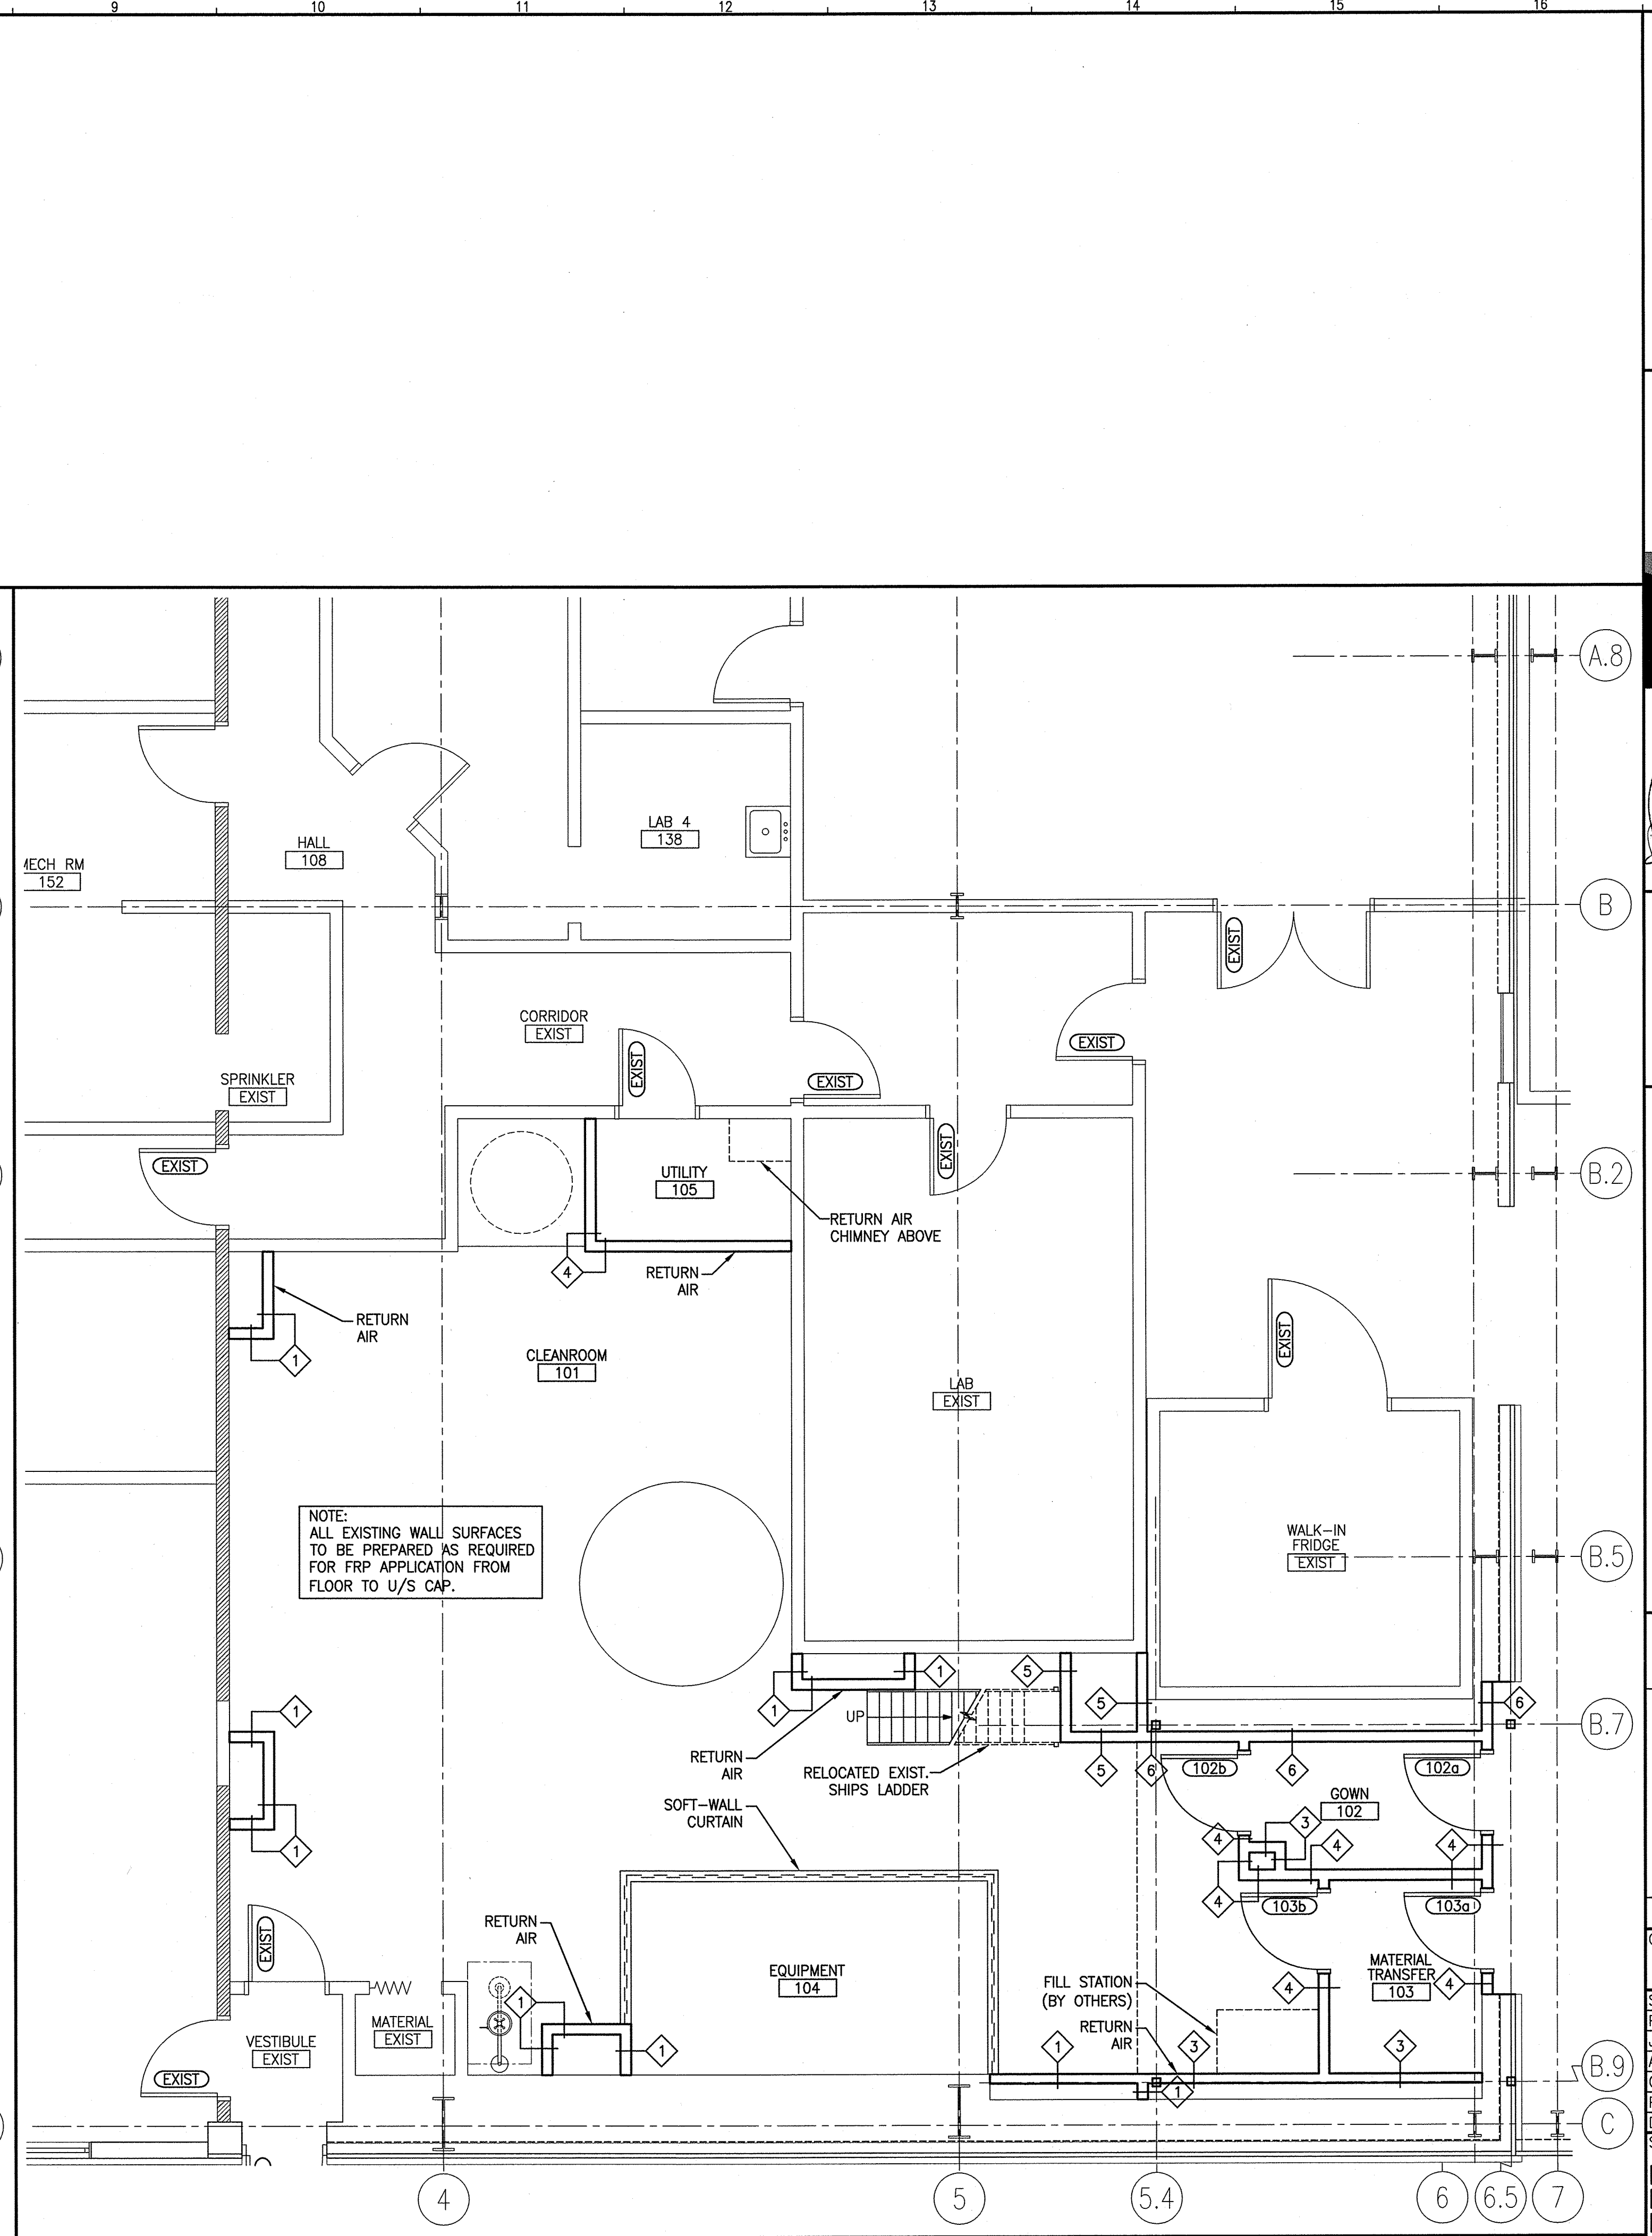 9 10 11 12 13 14 15 16
A.8
LAB 4
138
HALL
108
MECH RM
152
B
EXIST
CORRIDOR
EXIST
EXIST
EXIST
EXIST
SPRINKLER
EXIST
EXIST
EXIST
UTILITY
105
B.2
RETURN AIR
CHIMNEY ABOVE
4
RETURN
AIR
RETURN
AIR
1
EXIST
CLEANROOM
101
LAB
EXIST
NOTE:
ALL EXISTING WALL SURFACES
TO BE PREPARED AS REQUIRED
FOR FRP APPLICATION FROM
FLOOR TO U/S CAP.
WALK-IN
FRIDGE
EXIST
B.5
1
5
1
1
5
6
UP
B.7
RETURN
AIR
RELOCATED EXIST.
SHIPS LADDER
5
6
102b
6
102a
SOFT-WALL
CURTAIN
GOWN
102
3
4
4
4
1
4
103b
103a
EXIST
RETURN
AIR
EQUIPMENT
104
MATERIAL
TRANSFER
103
FILL STATION
(BY OTHERS)
4
4
1
MATERIAL
EXIST
VESTIBULE
EXIST
RETURN
AIR
1
1
3
3
EXIST
1
B.9
C
4
5
5.4
6
6.5
7